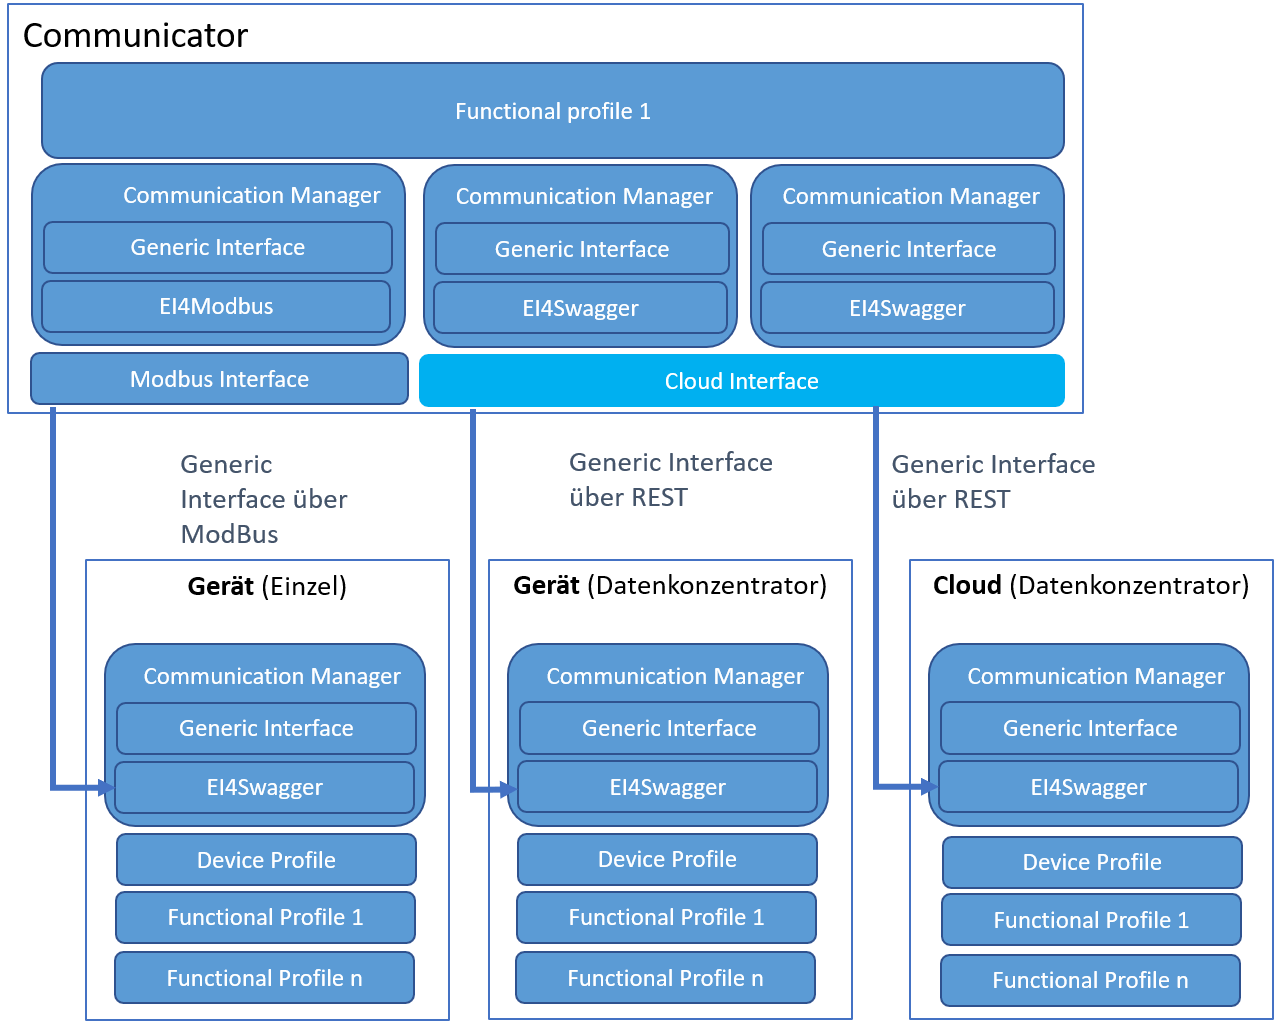 Communicator
Functional profile 1
Communication Manager
Generic Interface
EI4Modbus
Communication Manager
Generic Interface
EI4Swagger
Communication Manager
Generic Interface
EI4Swagger
Modbus Interface
Cloud Interface
Generic
Interface über
ModBus
Generic Interface
über REST
Generic Interface
über REST
Gerät (Einzel)
Communication Manager
Generic Interface
EI4Swagger
Device Profile
Functional Profile 1
Functional Profile n
Gerät (Datenkonzentrator)
Communication Manager
Generic Interface
EI4Swagger
Device Profile
Functional Profile 1
Functional Profile n
Cloud (Datenkonzentrator)
Communication Manager
Generic Interface
EI4Swagger
Device Profile
Functional Profile 1
Functional Profile n